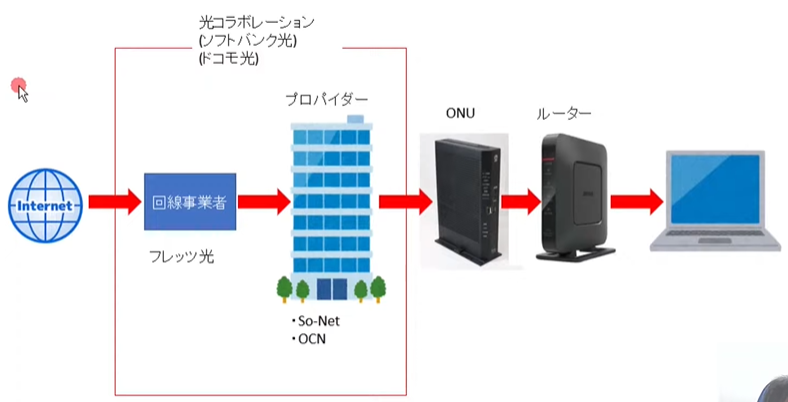 光コラボレーション
(ソフトバンク光)
(ドコモ光)
プロバイダー
ONU
ルーター
Internet
回線事業者
フレッツ光
・So-Net
・OCN